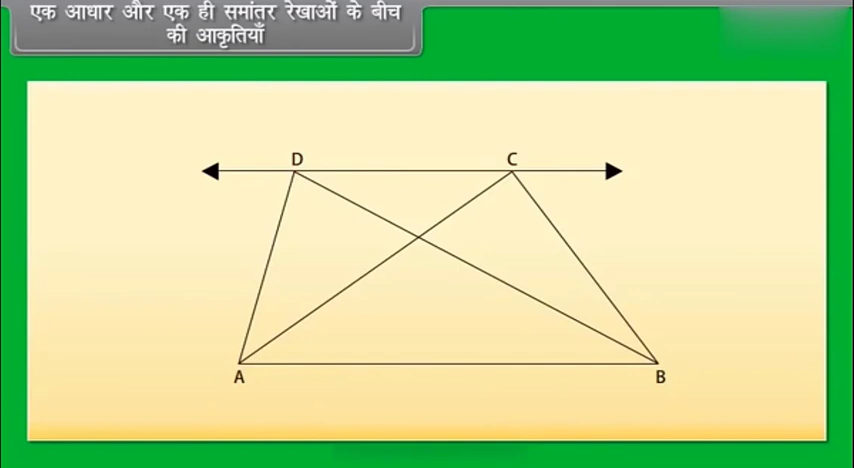 एक आधार और एक ही समांतर रेखाओं के बीच
की आकृतियाँ
D C
A B